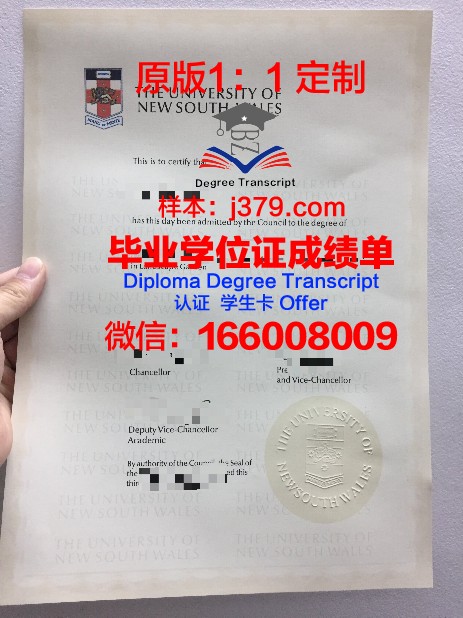 原版1：1 定制
THE UNIVERSITY OF
NEW SOUTH WALES
This is to certify that
Degree Transcript
样本：j379.com
has this day been admitted by the Council to the degree of
毕业学位证成绩单
Diploma Degree Transcript
认证 学生卡 Offer
微信：166008009
Chancellor
and Vice-Chancellor
Deputy Vice-Chancellor
Academic
By authority of the Council the Seal of
the
this
THE UNIVERSITY OF
NEW SOUTH WALES